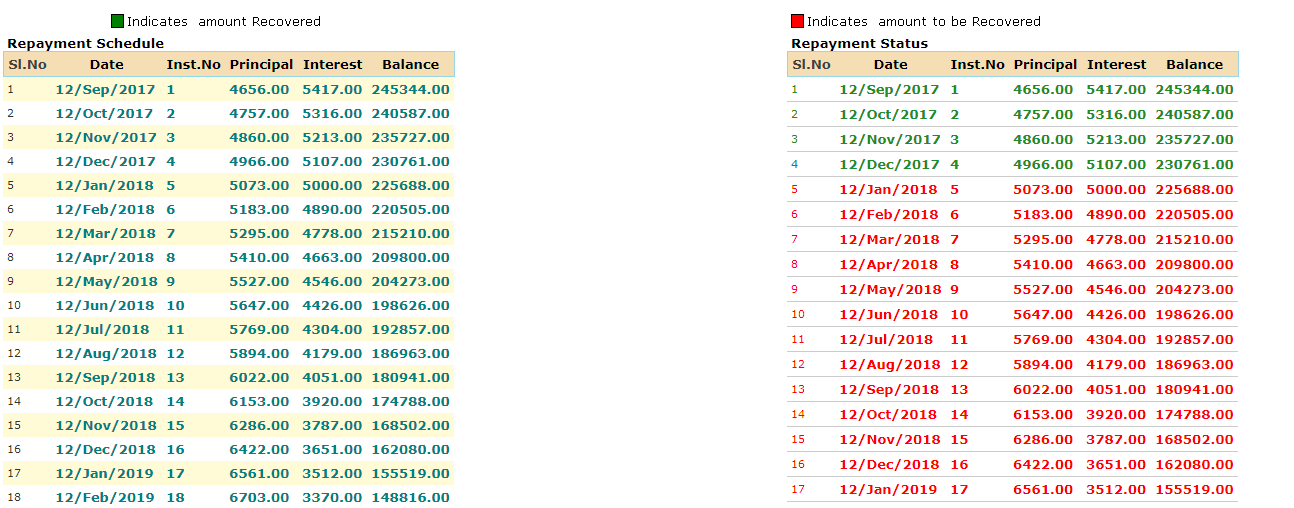 Indicates amount Recovered
Repayment Schedule
Sl.No Date Inst.No Principal Interest Balance
1 12/Sep/2017 1 4656.00 5417.00 245344.00
2 12/Oct/2017 2 4757.00 5316.00 240587.00
3 12/Nov/2017 3 4860.00 5213.00 235727.00
4 12/Dec/2017 4 4966.00 5107.00 230761.00
5 12/Jan/2018 5 5073.00 5000.00 225688.00
6 12/Feb/2018 6 5183.00 4890.00 220505.00
7 12/Mar/2018 7 5295.00 4778.00 215210.00
8 12/Apr/2018 8 5410.00 4663.00 209800.00
9 12/May/2018 9 5527.00 4546.00 204273.00
10 12/Jun/2018 10 5647.00 4426.00 198626.00
11 12/Jul/2018 11 5769.00 4304.00 192857.00
12 12/Aug/2018 12 5894.00 4179.00 186963.00
13 12/Sep/2018 13 6022.00 4051.00 180941.00
14 12/Oct/2018 14 6153.00 3920.00 174788.00
15 12/Nov/2018 15 6286.00 3787.00 168502.00
16 12/Dec/2018 16 6422.00 3651.00 162080.00
17 12/Jan/2019 17 6561.00 3512.00 155519.00
18 12/Feb/2019 18 6703.00 3370.00 148816.00
Indicates amount to be Recovered
Repayment Status
Sl.No Date Inst.No Principal Interest Balance
1 12/Sep/2017 1 4656.00 5417.00 245344.00
2 12/Oct/2017 2 4757.00 5316.00 240587.00
3 12/Nov/2017 3 4860.00 5213.00 235727.00
4 12/Dec/2017 4 4966.00 5107.00 230761.00
5 12/Jan/2018 5 5073.00 5000.00 225688.00
6 12/Feb/2018 6 5183.00 4890.00 220505.00
7 12/Mar/2018 7 5295.00 4778.00 215210.00
8 12/Apr/2018 8 5410.00 4663.00 209800.00
9 12/May/2018 9 5527.00 4546.00 204273.00
10 12/Jun/2018 10 5647.00 4426.00 198626.00
11 12/Jul/2018 11 5769.00 4304.00 192857.00
12 12/Aug/2018 12 5894.00 4179.00 186963.00
13 12/Sep/2018 13 6022.00 4051.00 180941.00
14 12/Oct/2018 14 6153.00 3920.00 174788.00
15 12/Nov/2018 15 6286.00 3787.00 168502.00
16 12/Dec/2018 16 6422.00 3651.00 162080.00
17 12/Jan/2019 17 6561.00 3512.00 155519.00